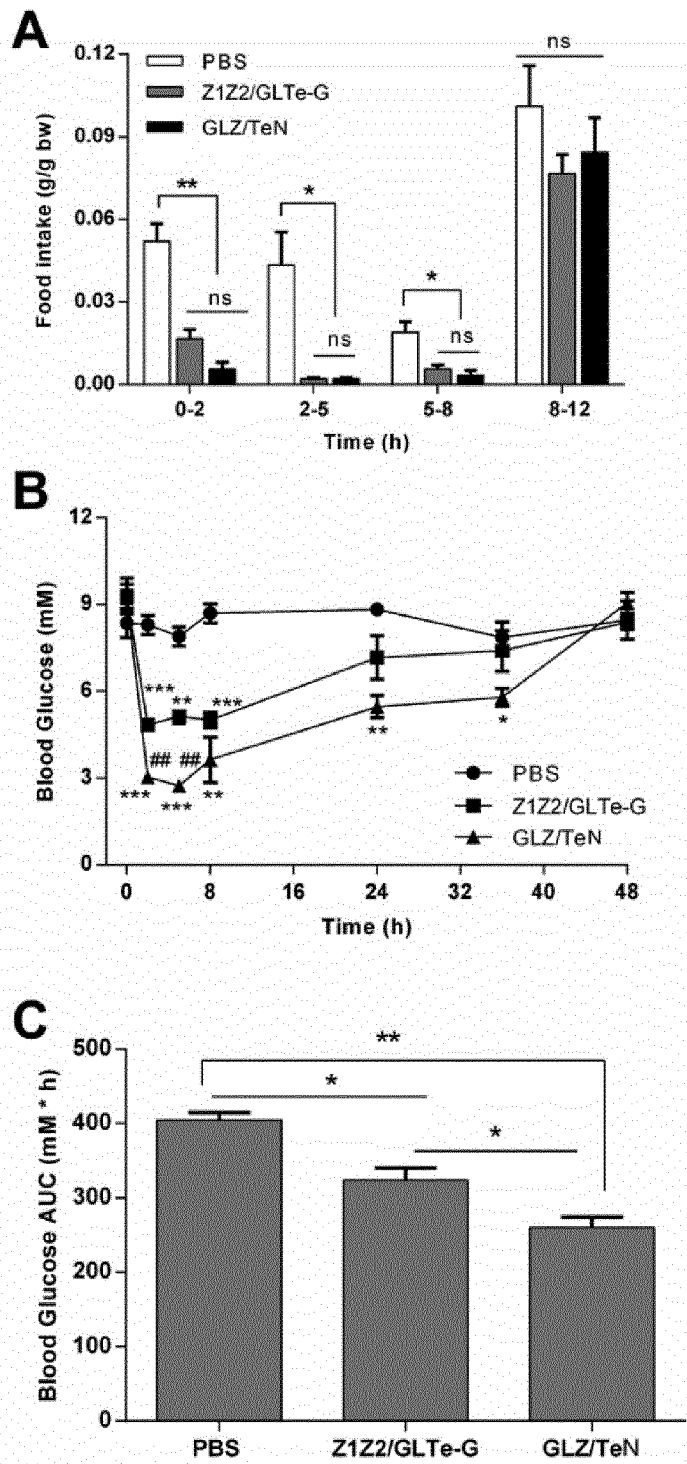 A
0.12
0.09
0.06
0.03
0.00
Food intake (g/g bw)
PBS
Z1Z2/GLTe-G
GLZ/TeN
**
ns
*
ns
*
ns
ns
0-2
2-5
5-8
8-12
Time (h)
B
12
9
6
3
0
Blood Glucose (mM)
***
**
***
##
##
***
***
**
**
*
PBS
Z1Z2/GLTe-G
GLZ/TeN
0
8
16
24
32
40
48
Time (h)
C
500
400
300
200
100
0
Blood Glucose AUC (mM * h)
**
*
*
PBS
Z1Z2/GLTe-G
GLZ/TeN